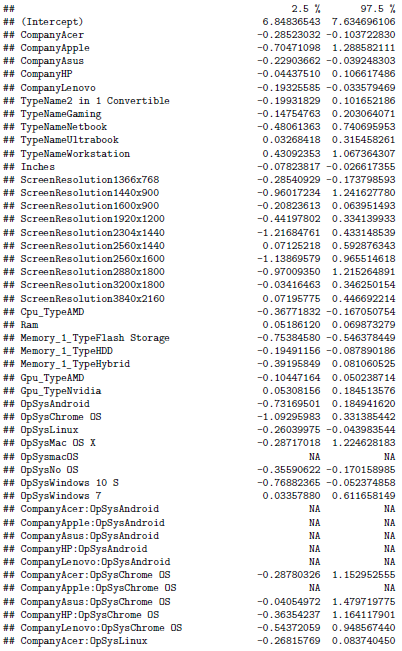 ##                                    2.5 %       97.5 %
## (Intercept)                   6.84836543  7.634696106
## CompanyAcer                  -0.28523032 -0.103722830
## CompanyApple                 -0.70471098  1.288582111
## CompanyAsus                  -0.22903662 -0.039248303
## CompanyHP                    -0.04437510  0.106617486
## CompanyLenovo                -0.19325585 -0.033579469
## TypeName2 in 1 Convertible   -0.19931829  0.101652186
## TypeNameGaming               -0.14754763  0.203064071
## TypeNameNetbook              -0.48061363  0.740695953
## TypeNameUltrabook             0.03268418  0.315458261
## TypeNameWorkstation           0.43092353  1.067364307
## Inches                       -0.07823817 -0.026617355
## ScreenResolution1366x768     -0.28540929 -0.173798593
## ScreenResolution1440x900     -0.96017234  1.241627780
## ScreenResolution1600x900     -0.20823613  0.063951493
## ScreenResolution1920x1200    -0.44197802  0.334139933
## ScreenResolution2304x1440    -1.21684761  0.433148539
## ScreenResolution2560x1440     0.07125218  0.592876343
## ScreenResolution2560x1600    -1.13869579  0.965514618
## ScreenResolution2880x1800    -0.97009350  1.215264891
## ScreenResolution3200x1800    -0.03416463  0.346250154
## ScreenResolution3840x2160     0.07195775  0.446692214
## Cpu_TypeAMD                  -0.36771832 -0.167050754
## Ram                           0.05186120  0.069873279
## Memory_1_TypeFlash Storage   -0.75384580 -0.546378449
## Memory_1_TypeHDD             -0.19491156 -0.087890186
## Memory_1_TypeHybrid          -0.39195849  0.081060525
## Gpu_TypeAMD                  -0.10447164  0.050238714
## Gpu_TypeNvidia                0.05308156  0.184513576
## OpSysAndroid                 -0.73169501  0.184941620
## OpSysChrome OS               -1.09295983  0.331385442
## OpSysLinux                   -0.26039975 -0.043983544
## OpSysMac OS X                -0.28717018  1.224628183
## OpSysmacOS                            NA           NA
## OpSysNo OS                   -0.35590622 -0.170158985
## OpSysWindows 10 S            -0.76882365 -0.052374858
## OpSysWindows 7                0.03357880  0.611658149
## CompanyAcer:OpSysAndroid              NA           NA
## CompanyApple:OpSysAndroid             NA           NA
## CompanyAsus:OpSysAndroid              NA           NA
## CompanyHP:OpSysAndroid                NA           NA
## CompanyLenovo:OpSysAndroid            NA           NA
## CompanyAcer:OpSysChrome OS   -0.28780326  1.152952555
## CompanyApple:OpSysChrome OS           NA           NA
## CompanyAsus:OpSysChrome OS   -0.04054972  1.479719775
## CompanyHP:OpSysChrome OS     -0.36354237  1.164117901
## CompanyLenovo:OpSysChrome OS -0.54372059  0.948567440
## CompanyAcer:OpSysLinux       -0.26815769  0.083740450